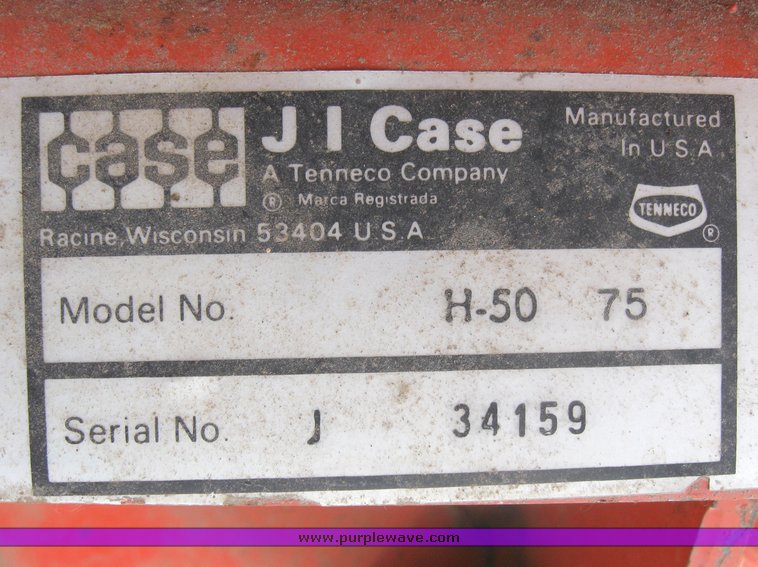 case
J I Case
A Tenneco Company
® Marca Registrada
Racine, Wisconsin 53404 U S A
Manufactured
In U S A
TENNECO
®
Model No. H-50 75
Serial No. J 34159
www.purplewave.com